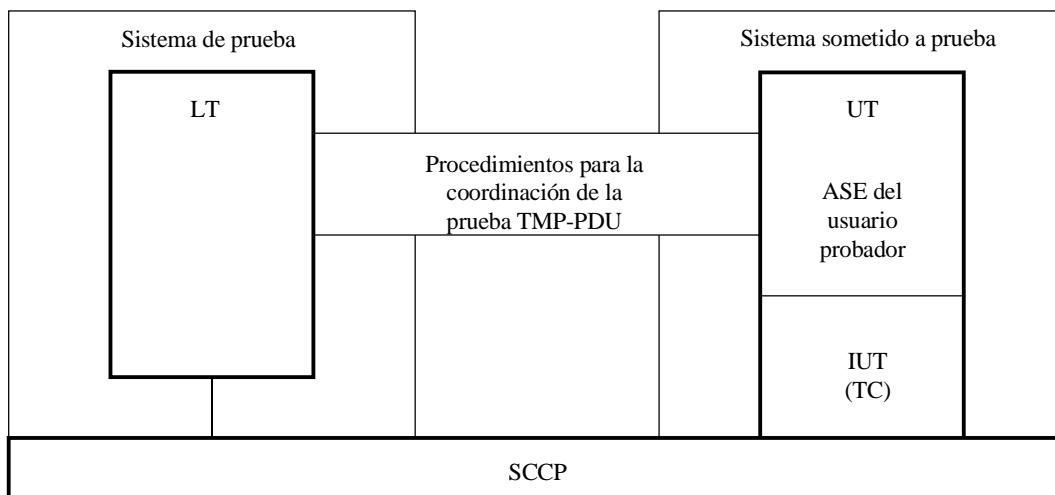 Sistema de prueba
Sistema sometido a prueba
LT
UT
Procedimientos para la
coordinación de la
prueba TMP-PDU
ASE del
usuario
probador
IUT
(TC)
SCCP